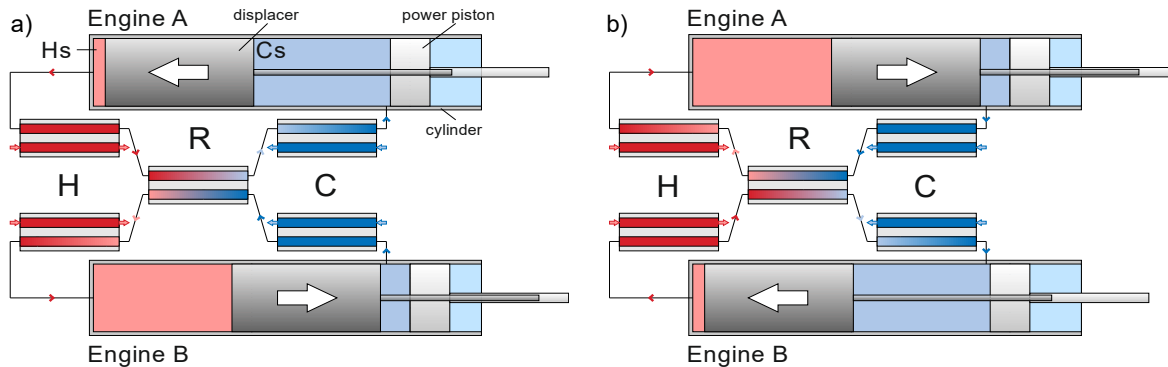 a)
Engine A
displacer
power piston
Hs
Cs
cylinder
R
H
C
Engine B
b)
Engine A
R
H
C
Engine B